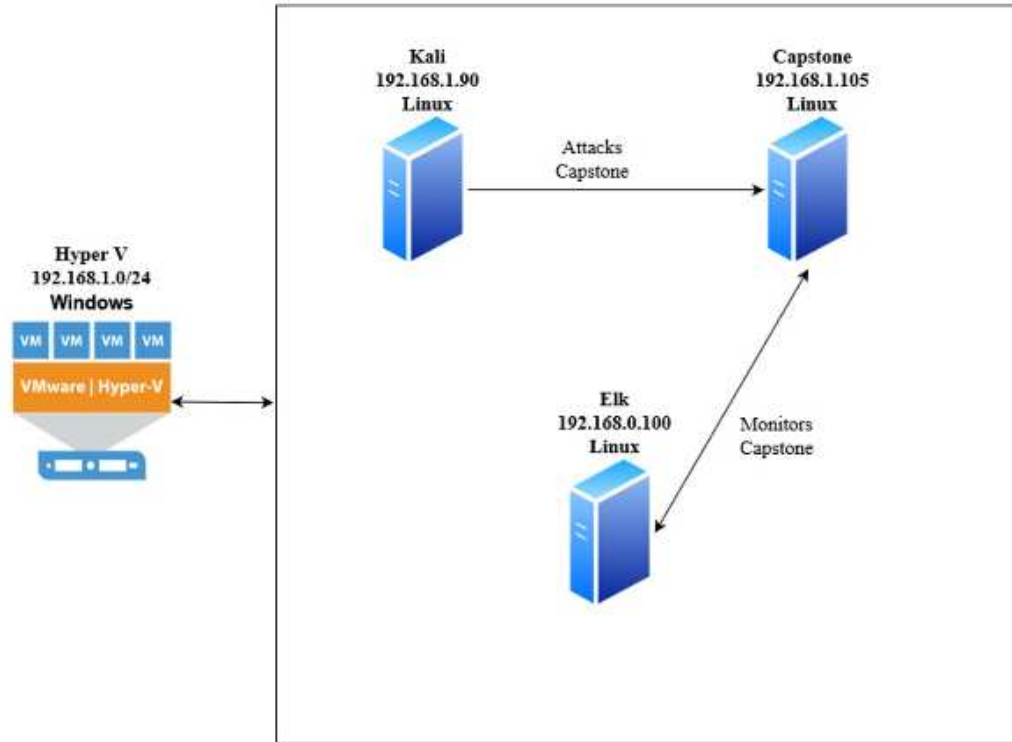 Kali
192.168.1.90
Linux
Capstone
192.168.1.105
Linux
Attacks
Capstone
Hyper V
192.168.1.0/24
Windows
VM VM VM VM
VMware | Hyper-V
Elk
192.168.0.100
Linux
Monitors
Capstone